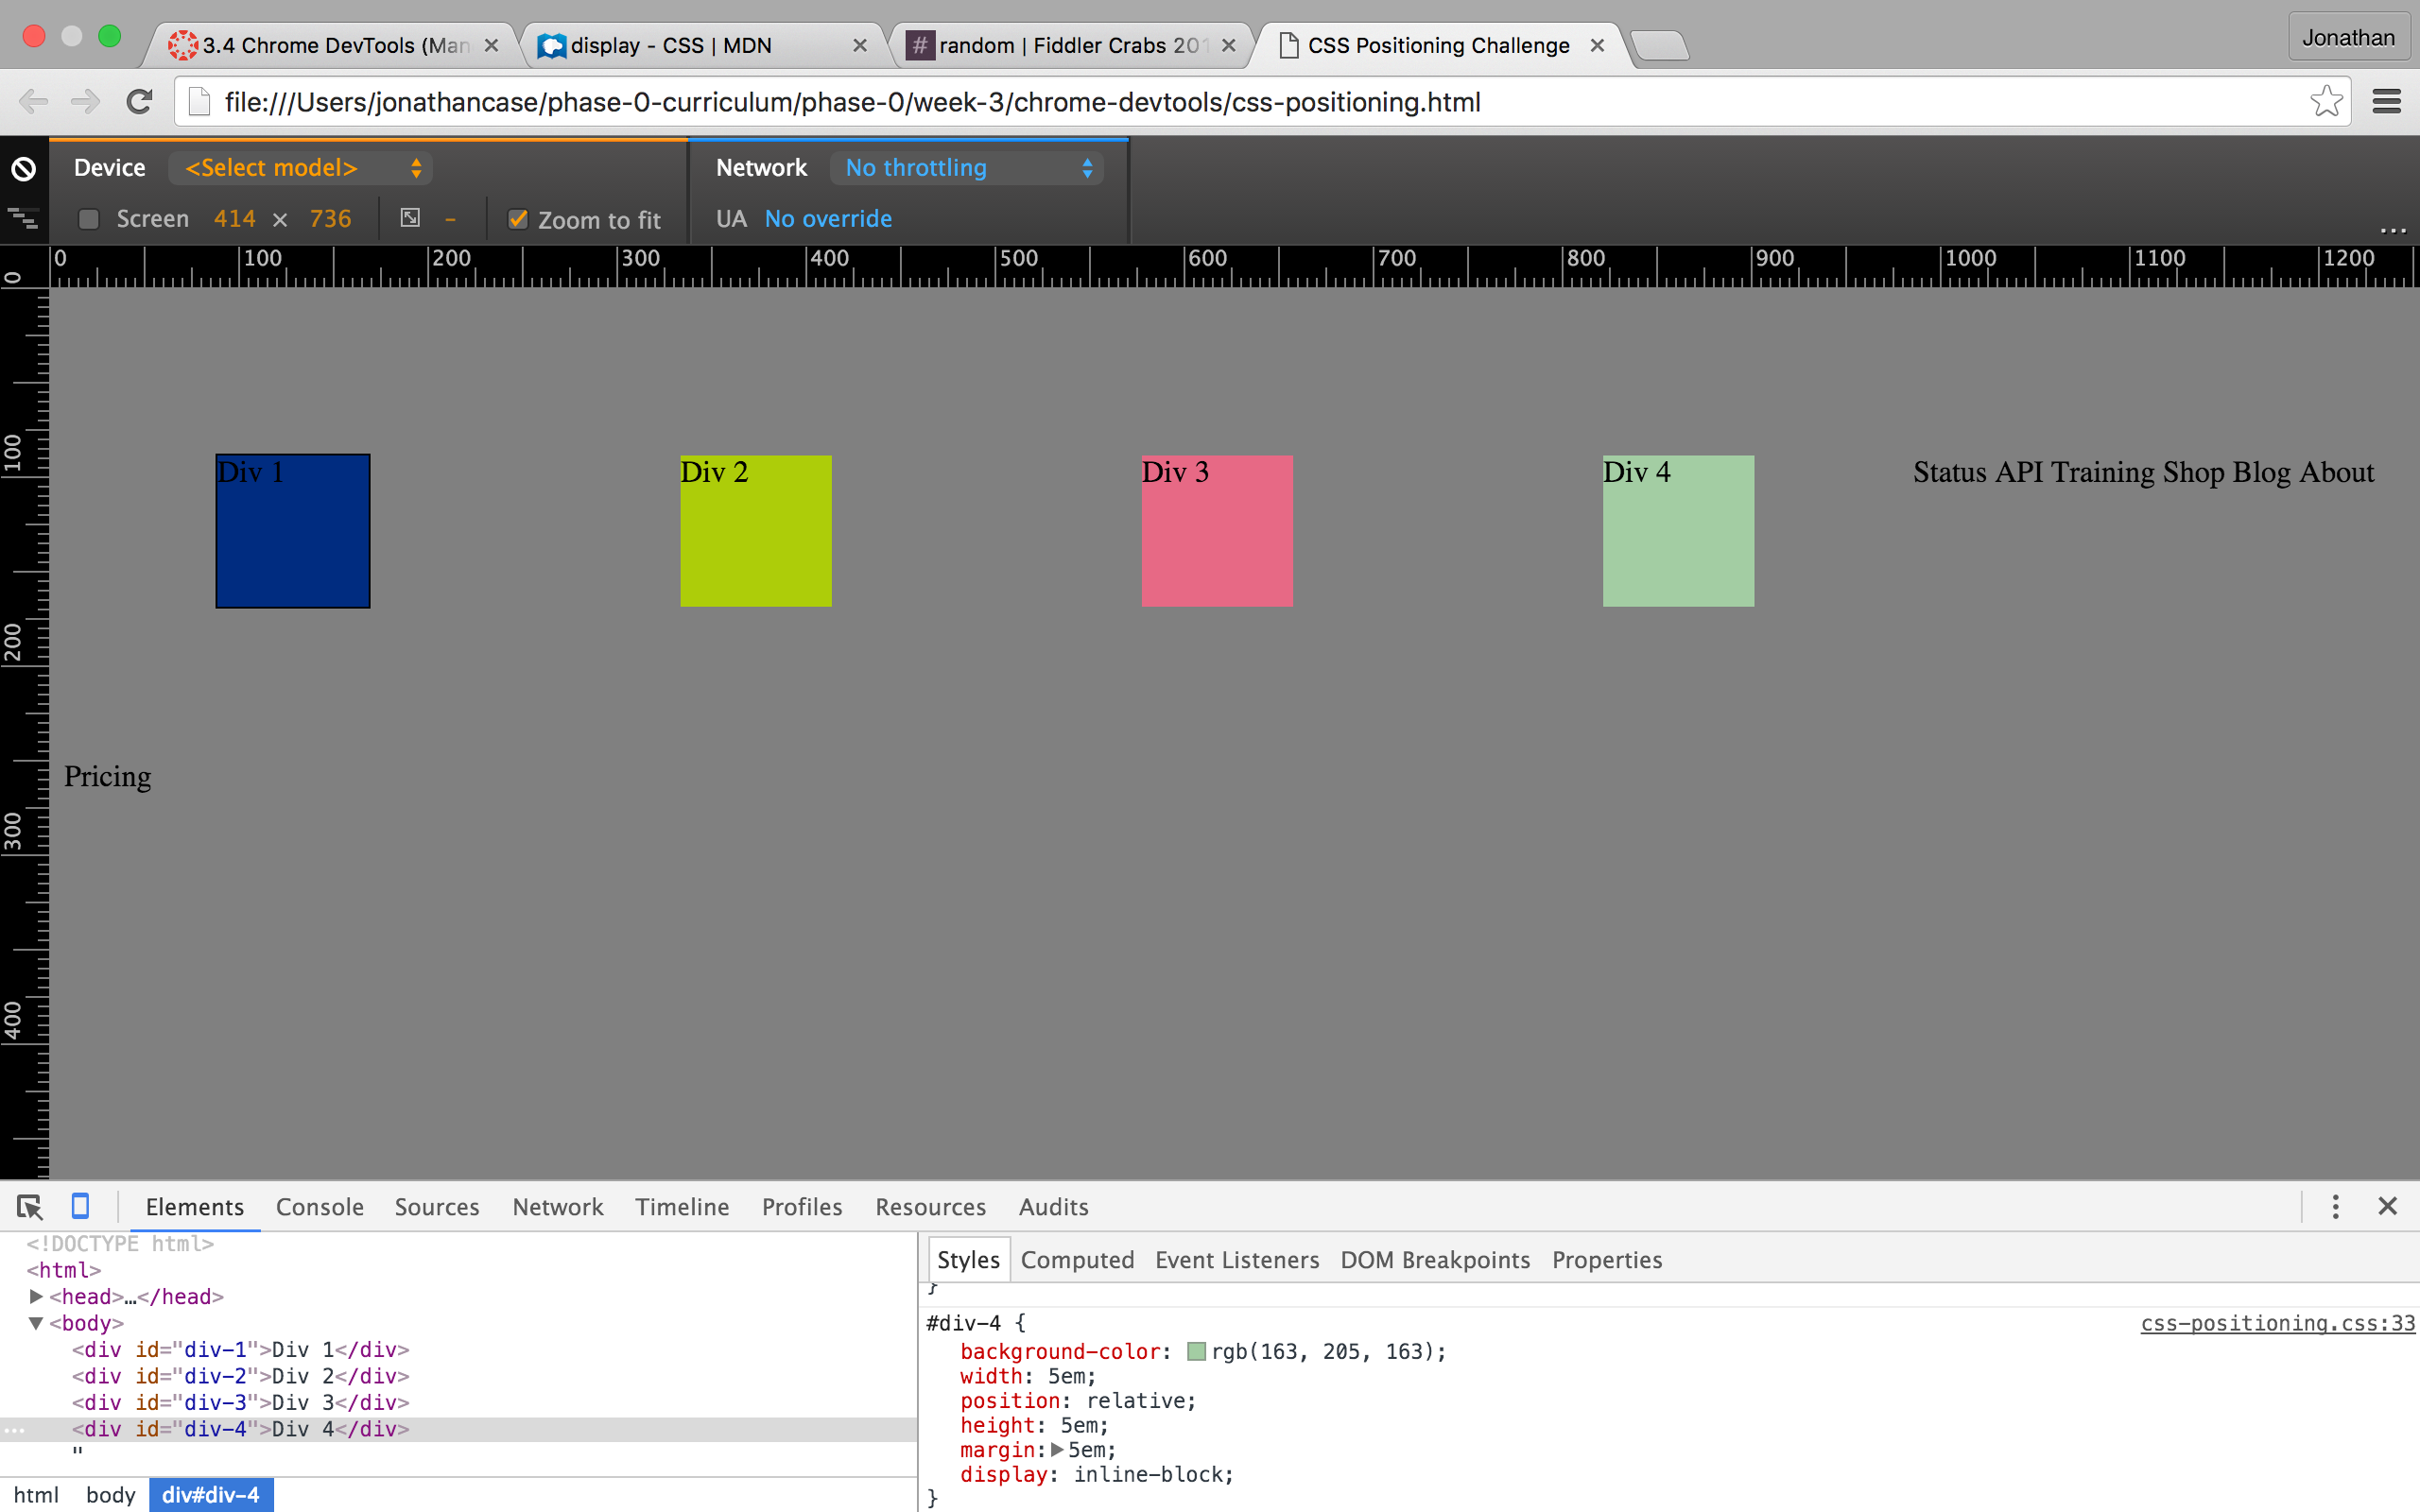 3.4 Chrome DevTools (Man
display - CSS | MDN
# random | Fiddler Crabs 201
CSS Positioning Challenge
Jonathan
file:///Users/jonathancase/phase-0-curriculum/phase-0/week-3/chrome-devtools/css-positioning.html
Device <Select model> Network No throttling
Screen 414 × 736 – Zoom to fit UA No override ...
0 100 200 300 400 500 600 700 800 900 1000 1100 1200
0
100
200
300
400
Div 1 Div 2 Div 3 Div 4 Status API Training Shop Blog About
Pricing
Elements Console Sources Network Timeline Profiles Resources Audits
<!DOCTYPE html>
<html>
<head>…</head>
<body>
<div id="div-1">Div 1</div>
<div id="div-2">Div 2</div>
<div id="div-3">Div 3</div>
<div id="div-4">Div 4</div>
"
html body div#div-4
Styles Computed Event Listeners DOM Breakpoints Properties
}
#div-4 { css-positioning.css:33
background-color: rgb(163, 205, 163);
width: 5em;
position: relative;
height: 5em;
margin: 5em;
display: inline-block;
}